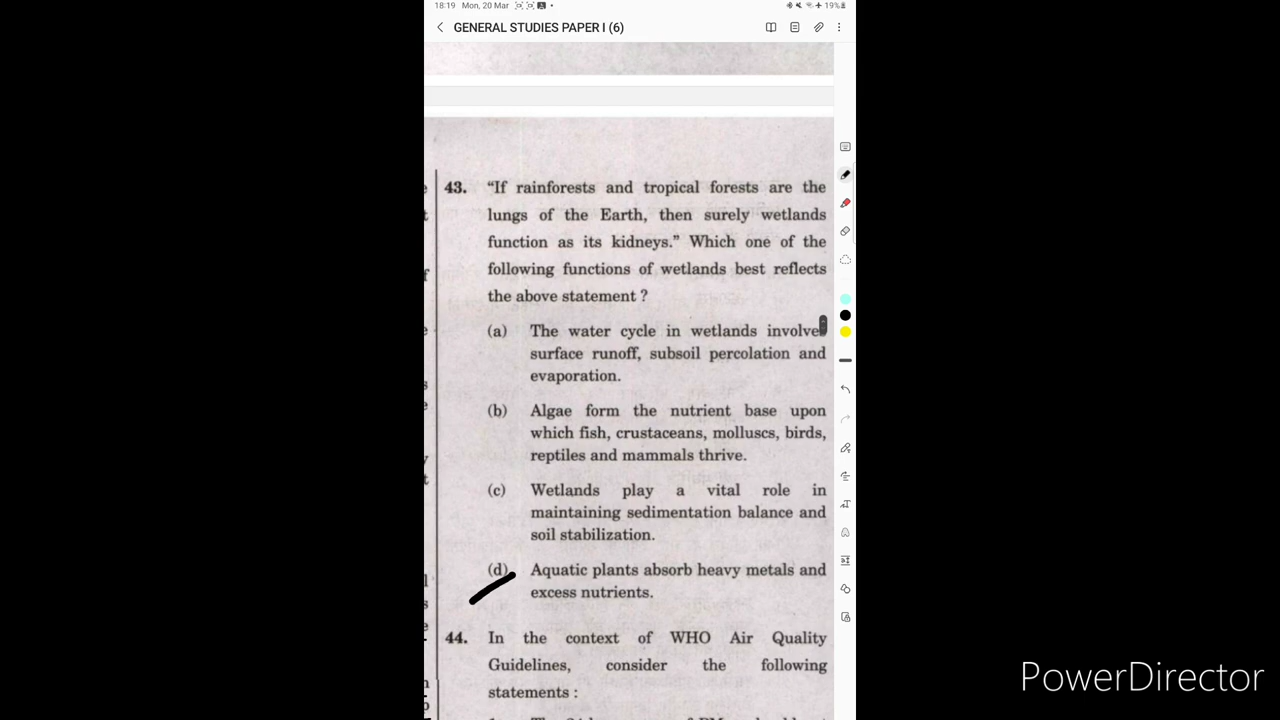 18:19 Mon, 20 Mar
19%
GENERAL STUDIES PAPER I (6)
43. "If rainforests and tropical forests are the
lungs of the Earth, then surely wetlands
function as its kidneys." Which one of the
following functions of wetlands best reflects
the above statement ?
(a) The water cycle in wetlands involves
surface runoff, subsoil percolation and
evaporation.
(b) Algae form the nutrient base upon
which fish, crustaceans, molluscs, birds,
reptiles and mammals thrive.
(c) Wetlands play a vital role in
maintaining sedimentation balance and
soil stabilization.
(d) Aquatic plants absorb heavy metals and
excess nutrients.
44. In the context of WHO Air Quality
Guidelines, consider the following
statements :
PowerDirector